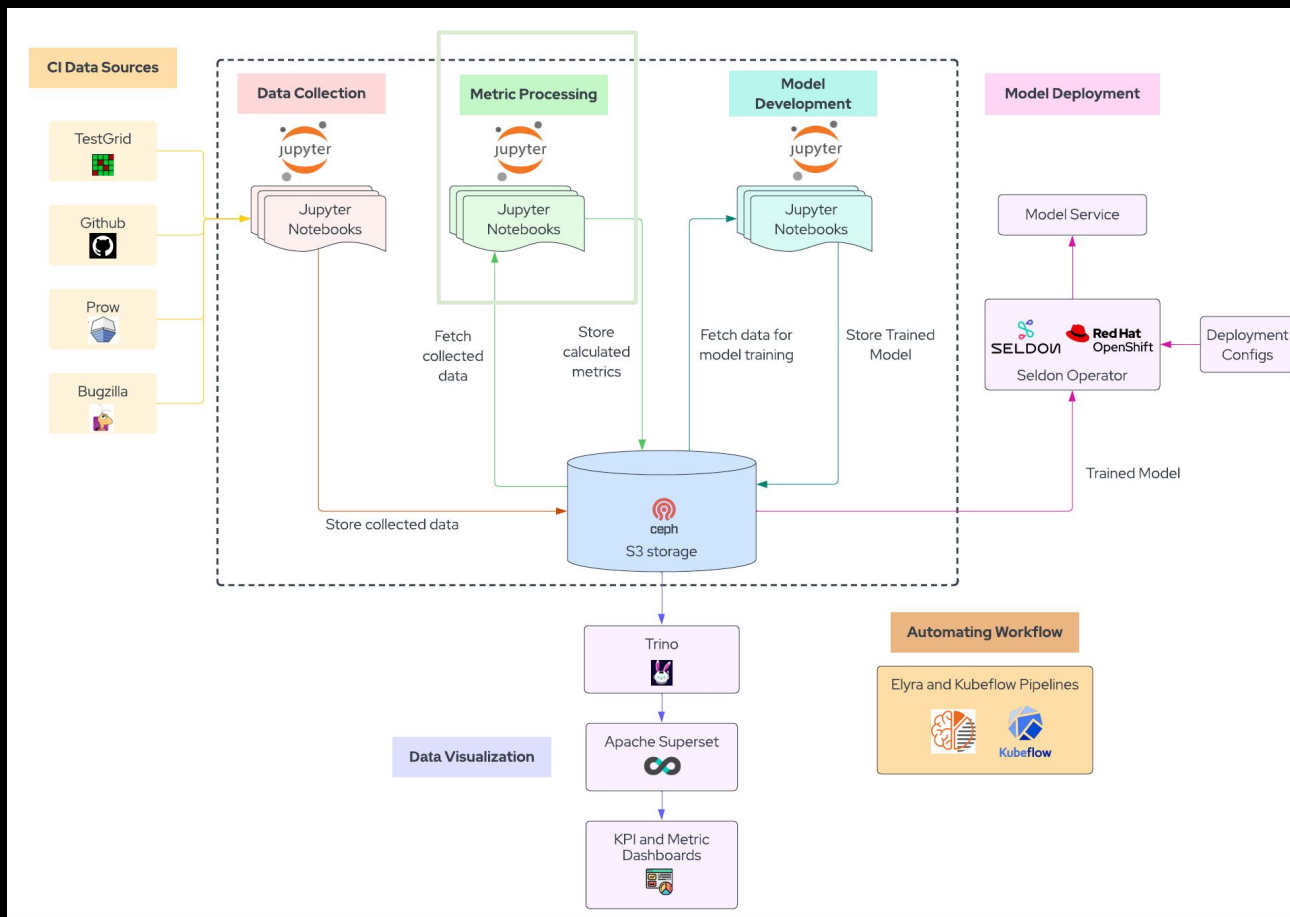 CI Data Sources
TestGrid
Github
Prow
Bugzilla
Data Collection
jupyter
Jupyter
Notebooks
Store collected data
Metric Processing
jupyter
Jupyter
Notebooks
Fetch
collected
data
Store
calculated
metrics
Model
Development
jupyter
Jupyter
Notebooks
Fetch data for
model training
Store Trained
Model
ceph
S3 storage
Model Deployment
Model Service
SELDON
Red Hat
OpenShift
Seldon Operator
Deployment
Configs
Trained Model
Trino
Data Visualization
Apache Superset
KPI and Metric
Dashboards
Automating Workflow
Elyra and Kubeflow Pipelines
Kubeflow